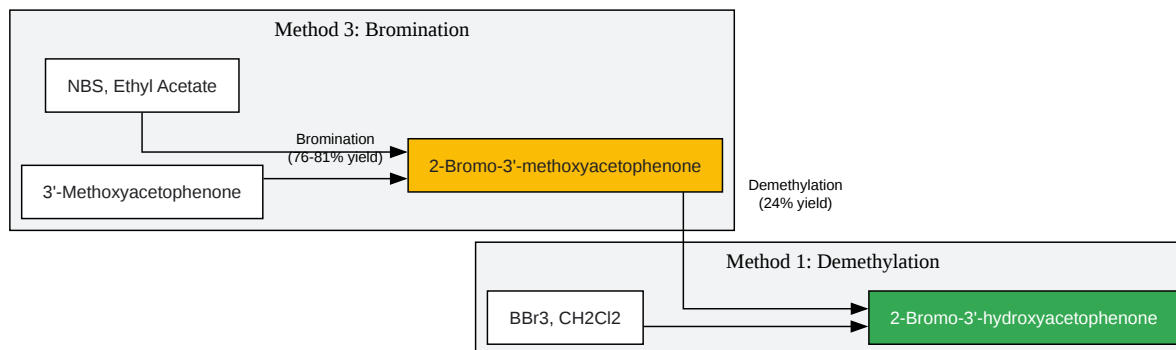 Method 3: Bromination
NBS, Ethyl Acetate
Bromination
(76-81% yield)
3'-Methoxyacetophenone
2-Bromo-3'-methoxyacetophenone
Demethylation
(24% yield)
Method 1: Demethylation
BBr3, CH2Cl2
2-Bromo-3'-hydroxyacetophenone